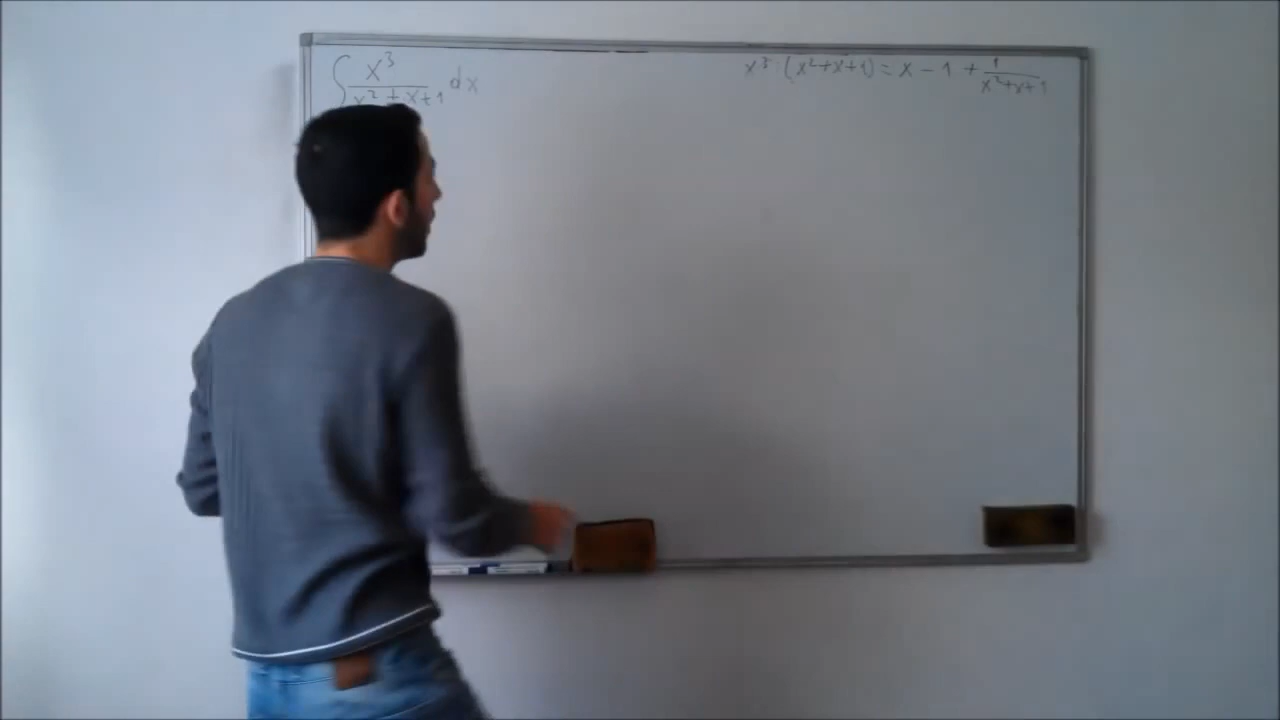 ∫ x³/(x² + x + 1) dx
x³ : (x²+x+1) = x - 1 + 1/(x²+x+1)